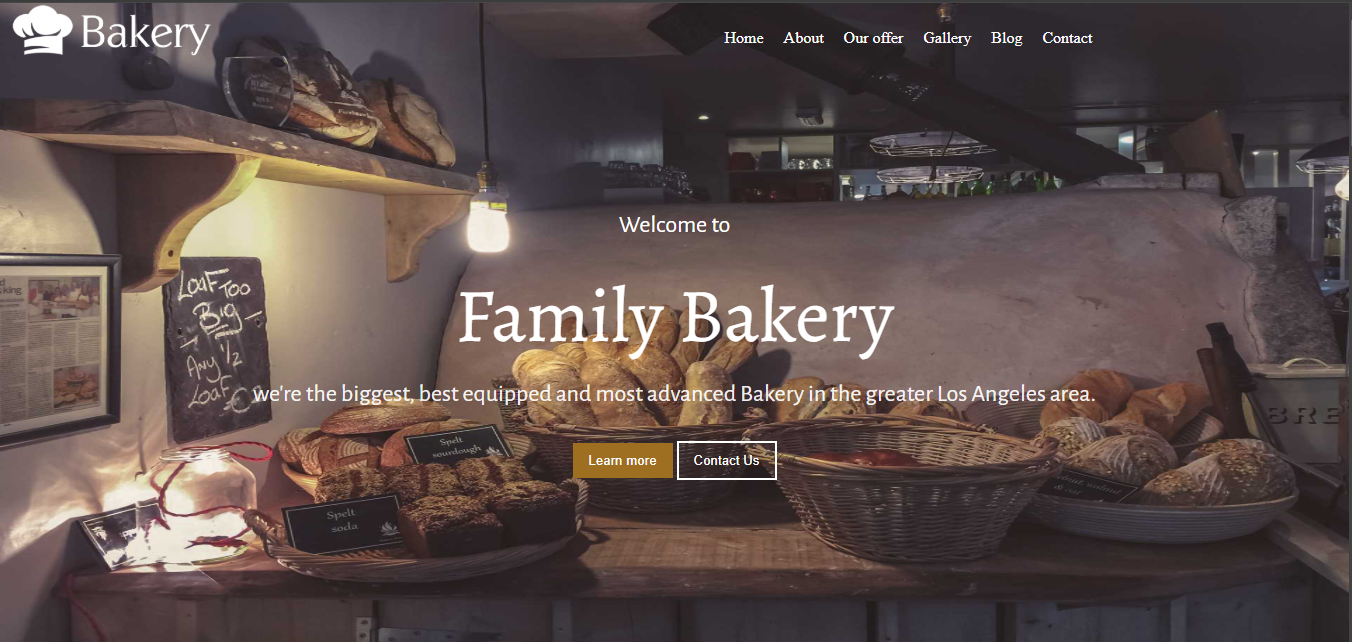 Bakery
Home About Our offer Gallery Blog Contact
Welcome to
LOAF TOO
BIG
ANY 1/2
LOAF
Family Bakery
we're the biggest, best equipped and most advanced Bakery in the greater Los Angeles area.
Spelt
sourdough
Learn more Contact Us
Spelt
soda
BRE